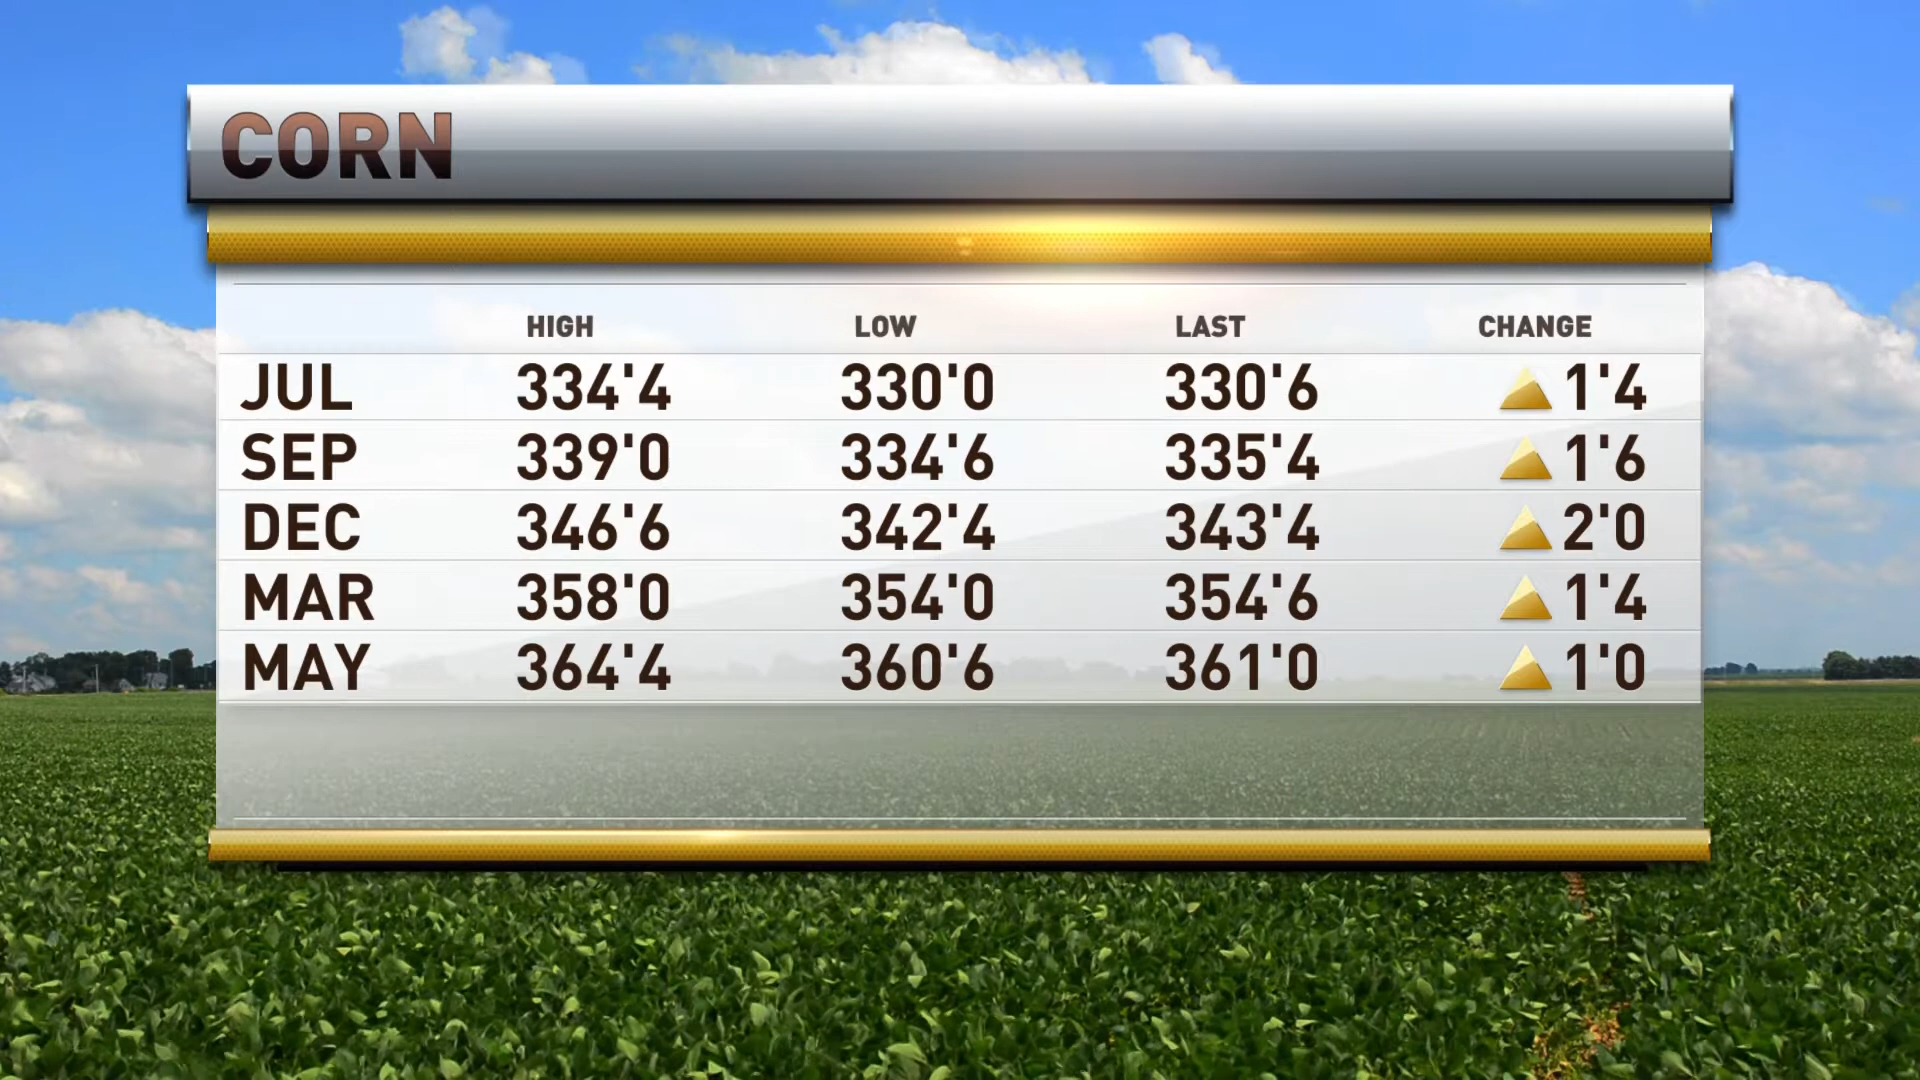 CORN
HIGH LOW LAST CHANGE
JUL 334'4 330'0 330'6 1'4
SEP 339'0 334'6 335'4 1'6
DEC 346'6 342'4 343'4 2'0
MAR 358'0 354'0 354'6 1'4
MAY 364'4 360'6 361'0 1'0